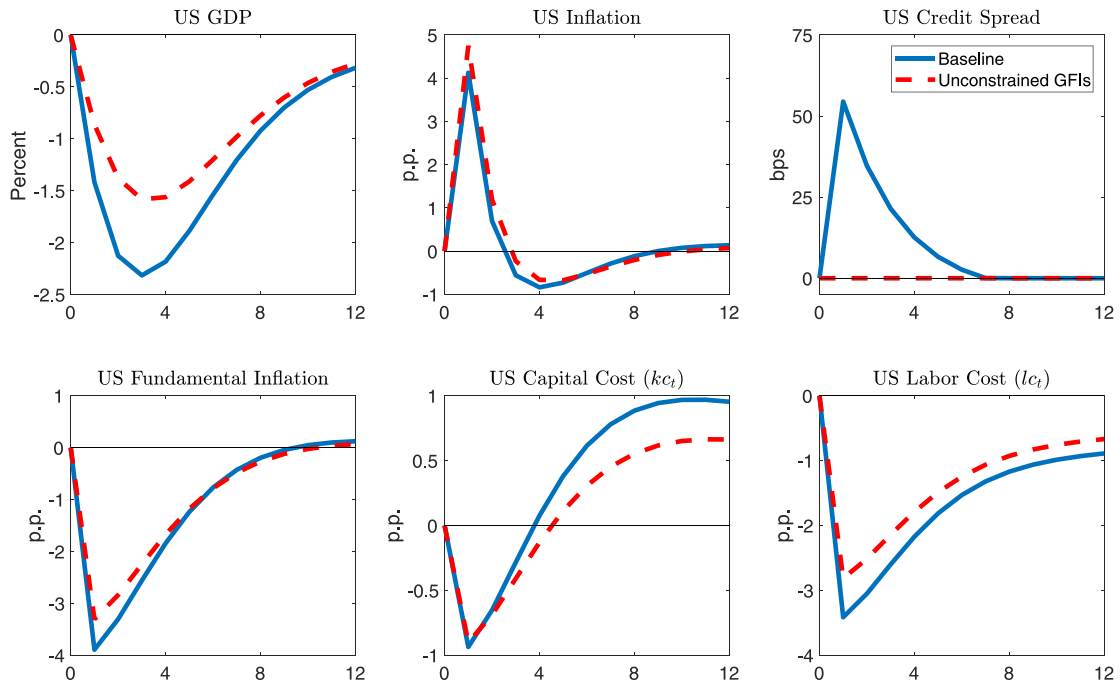 US GDP
Percent
0
-0.5
-1
-1.5
-2
-2.5
0 4 8 12
US Inflation
p.p.
5
4
3
2
1
0
-1
0 4 8 12
US Credit Spread
bps
75
50
25
0
0 4 8 12
Baseline
Unconstrained GFIs
US Fundamental Inflation
p.p.
1
0
-1
-2
-3
-4
0 4 8 12
US Capital Cost (kc_t)
p.p.
1
0.5
0
-0.5
-1
0 4 8 12
US Labor Cost (lc_t)
p.p.
0
-1
-2
-3
-4
0 4 8 12